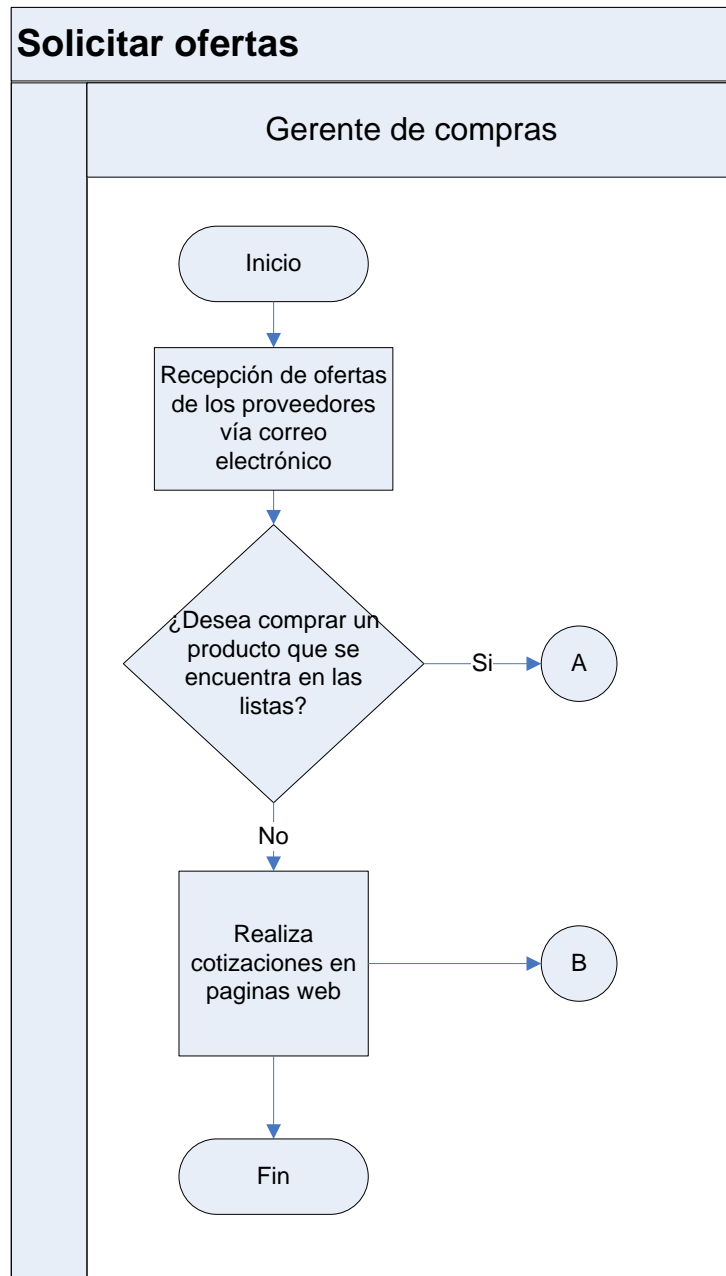 Solicitar ofertas
Gerente de compras
Inicio
Recepción de ofertas
de los proveedores
vía correo
electrónico
¿Desea comprar un
producto que se
encuentra en las
listas?
Si
A
No
Realiza
cotizaciones en
paginas web
B
Fin